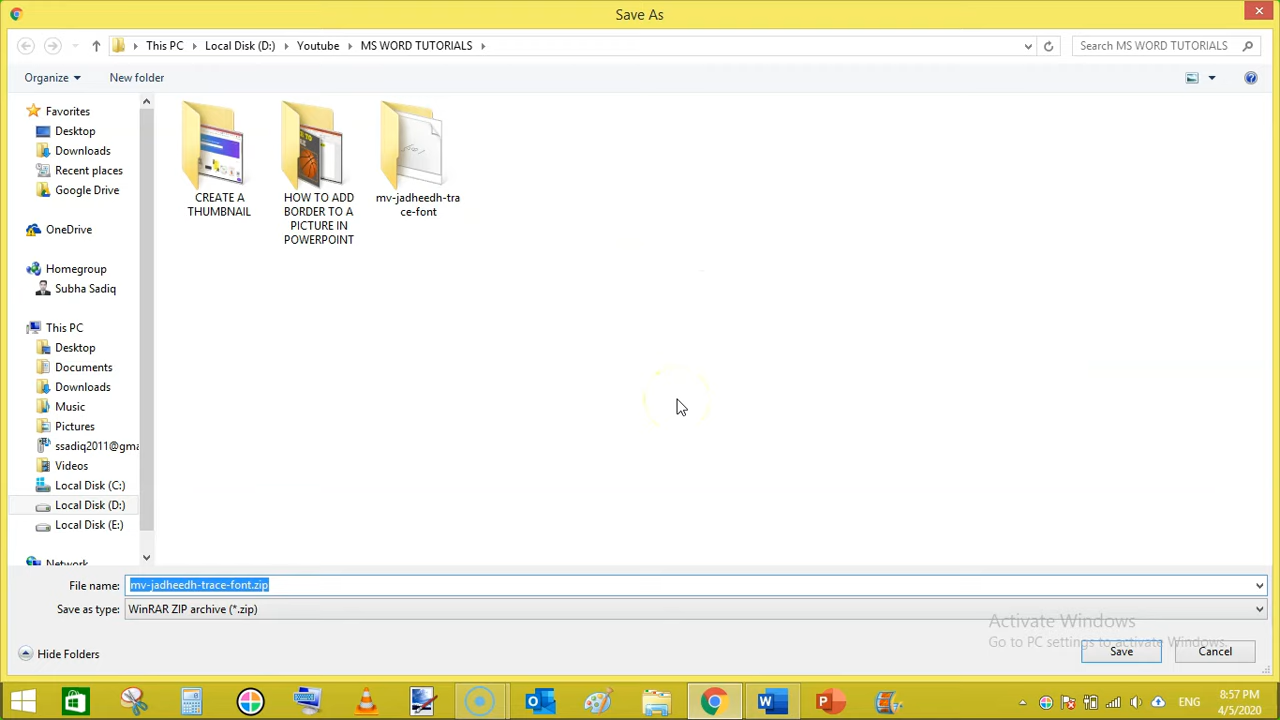 Save As
This PC
Local Disk (D:)
Youtube
MS WORD TUTORIALS
Search MS WORD TUTORIALS
Organize
New folder
Favorites
Desktop
Downloads
Recent places
Google Drive
OneDrive
Homegroup
Subha Sadiq
This PC
Desktop
Documents
Downloads
Music
Pictures
ssadiq2011@gma
Videos
Local Disk (C:)
Local Disk (D:)
Local Disk (E:)
Network
CREATE A
THUMBNAIL
HOW TO ADD
BORDER TO A
PICTURE IN
POWERPOINT
mv-jadheedh-tra
ce-font
File name: mv-jadheedh-trace-font.zip
Save as type: WinRAR ZIP archive (*.zip)
Activate Windows
Go to PC settings to activate Windows.
Hide Folders
Save
Cancel
ENG
8:57 PM
4/5/2020